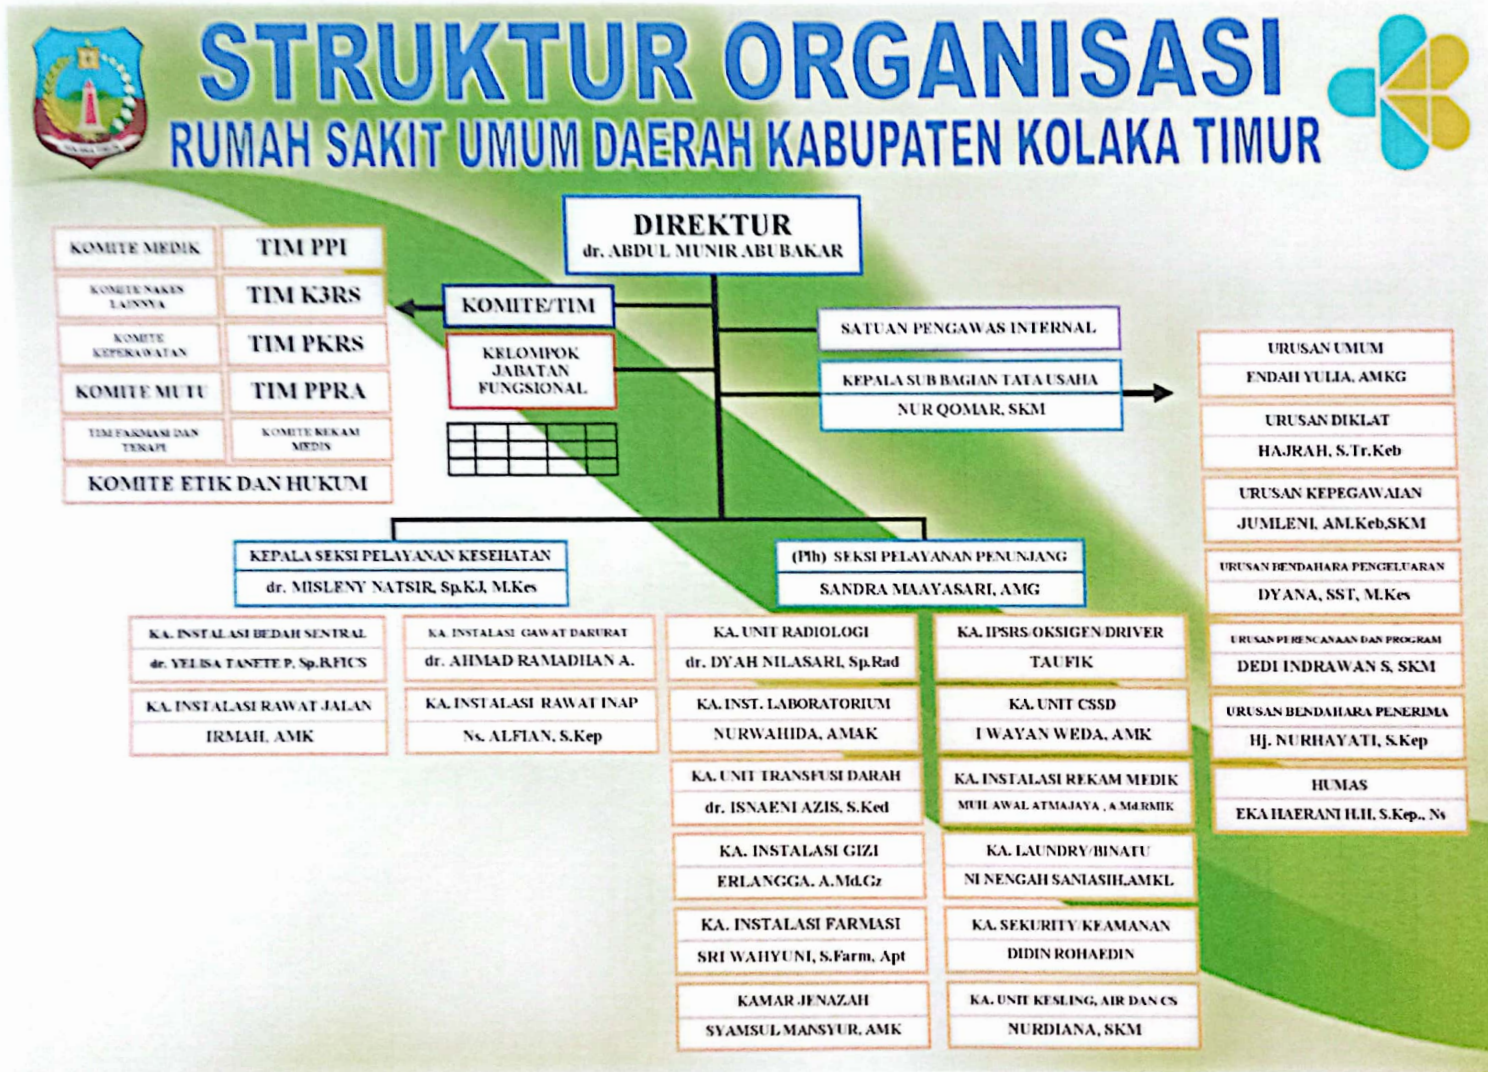 STRUKTUR ORGANISASI
RUMAH SAKIT UMUM DAERAH KABUPATEN KOLAKA TIMUR
DIREKTUR
dr. ABDUL MUNIR ABUBAKAR
KOMITE MEDIK
TIM PPI
KOMITE NAKES
LAINNYA
TIM K3RS
KOMITE
KEPERAWATAN
TIM PKRS
KOMITE MUTU
TIM PPRA
TIM FARMASI DAN
TERAPI
KOMITE REKAM
MEDIS
KOMITE ETIK DAN HUKUM
KOMITE/TIM
KELOMPOK
JABATAN
FUNGSIONAL
SATUAN PENGAWAS INTERNAL
KEPALA SUB BAGIAN TATA USAHA
NUR QOMAR, SKM
URUSAN UMUM
ENDAH YULIA, AMKG
URUSAN DIKLAT
HAJRAH, S.Tr.Keb
URUSAN KEPEGAWAIAN
JUMLENI, AM.Keb,SKM
URUSAN BENDAHARA PENGELUARAN
DYANA, SST, M.Kes
URUSAN PERENCANAAN DAN PROGRAM
DEDI INDRAWAN S, SKM
URUSAN BENDAHARA PENERIMA
Hj. NURHAYATI, S.Kep
HUMAS
EKA HAERANI H.H, S.Kep., Ns
KEPALA SEKSI PELAYANAN KESEHATAN
dr. MISLENY NATSIR, Sp.KJ, M.Kes
(Plh) SEKSI PELAYANAN PENUNJANG
SANDRA MAAYASARI, AMG
KA. INSTALASI BEDAH SENTRAL
dr. YELISA TANETE P, Sp.B.FICS
KA. INSTALASI GAWAT DARURAT
dr. AHMAD RAMADHAN A.
KA. INSTALASI RAWAT JALAN
IRMAH, AMK
KA. INSTALASI RAWAT INAP
Ns. ALFIAN, S.Kep
KA. UNIT RADIOLOGI
dr. DYAH NILASARI, Sp.Rad
KA. IPSRS/OKSIGEN/DRIVER
TAUFIK
KA. INST. LABORATORIUM
NURWAHIDA, AMAK
KA. UNIT CSSD
I WAYAN WEDA, AMK
KA. UNIT TRANSFUSI DARAH
dr. ISNAENI AZIS, S.Ked
KA. INSTALASI REKAM MEDIK
MUH. AWAL ATMAJAYA , A.Md.RMIK
KA. INSTALASI GIZI
ERLANGGA. A.Md.Gz
KA. LAUNDRY/BINATU
NI NENGAH SANIASIH,AMKL
KA. INSTALASI FARMASI
SRI WAHYUNI, S.Farm, Apt
KA. SEKURITY/KEAMANAN
DIDIN ROHAEDIN
KAMAR JENAZAH
SYAMSUL MANSYUR, AMK
KA. UNIT KESLING, AIR DAN CS
NURDIANA, SKM